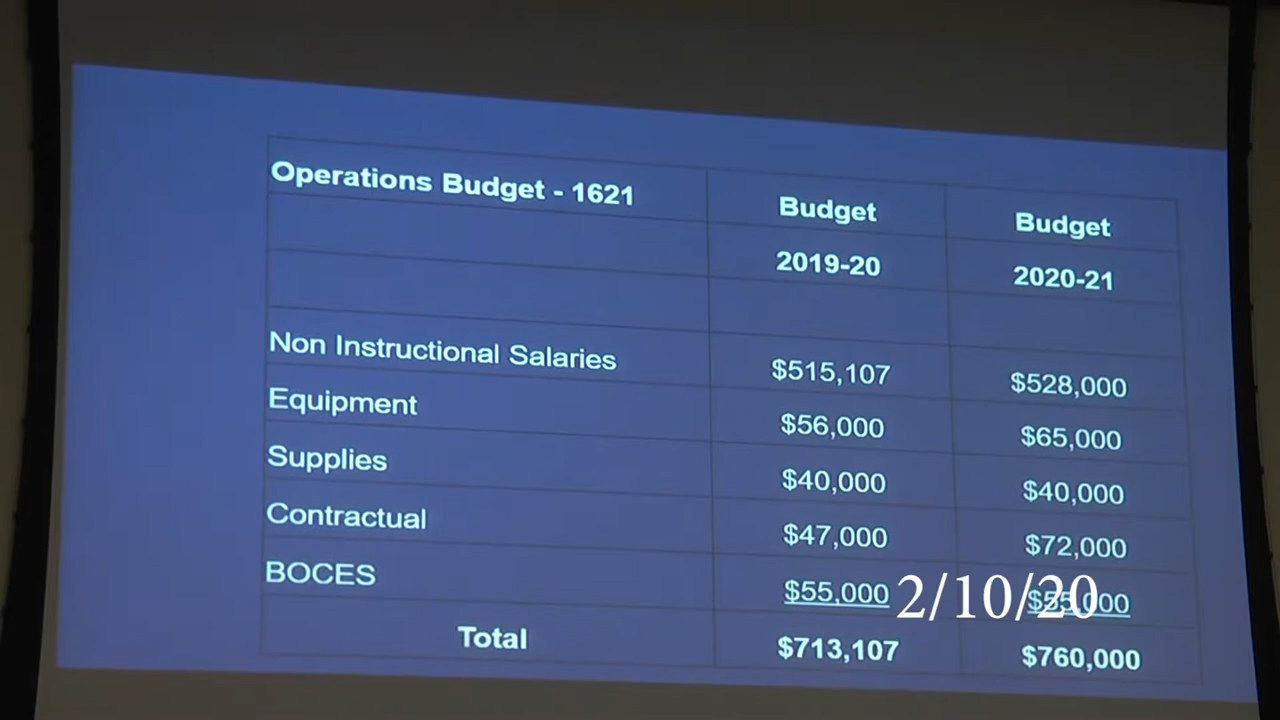 Operations Budget - 1621 Budget Budget
2019-20 2020-21
Non Instructional Salaries $515,107 $528,000
Equipment $56,000 $65,000
Supplies $40,000 $40,000
Contractual $47,000 $72,000
BOCES $55,000 $55,000
2/10/20
Total $713,107 $760,000